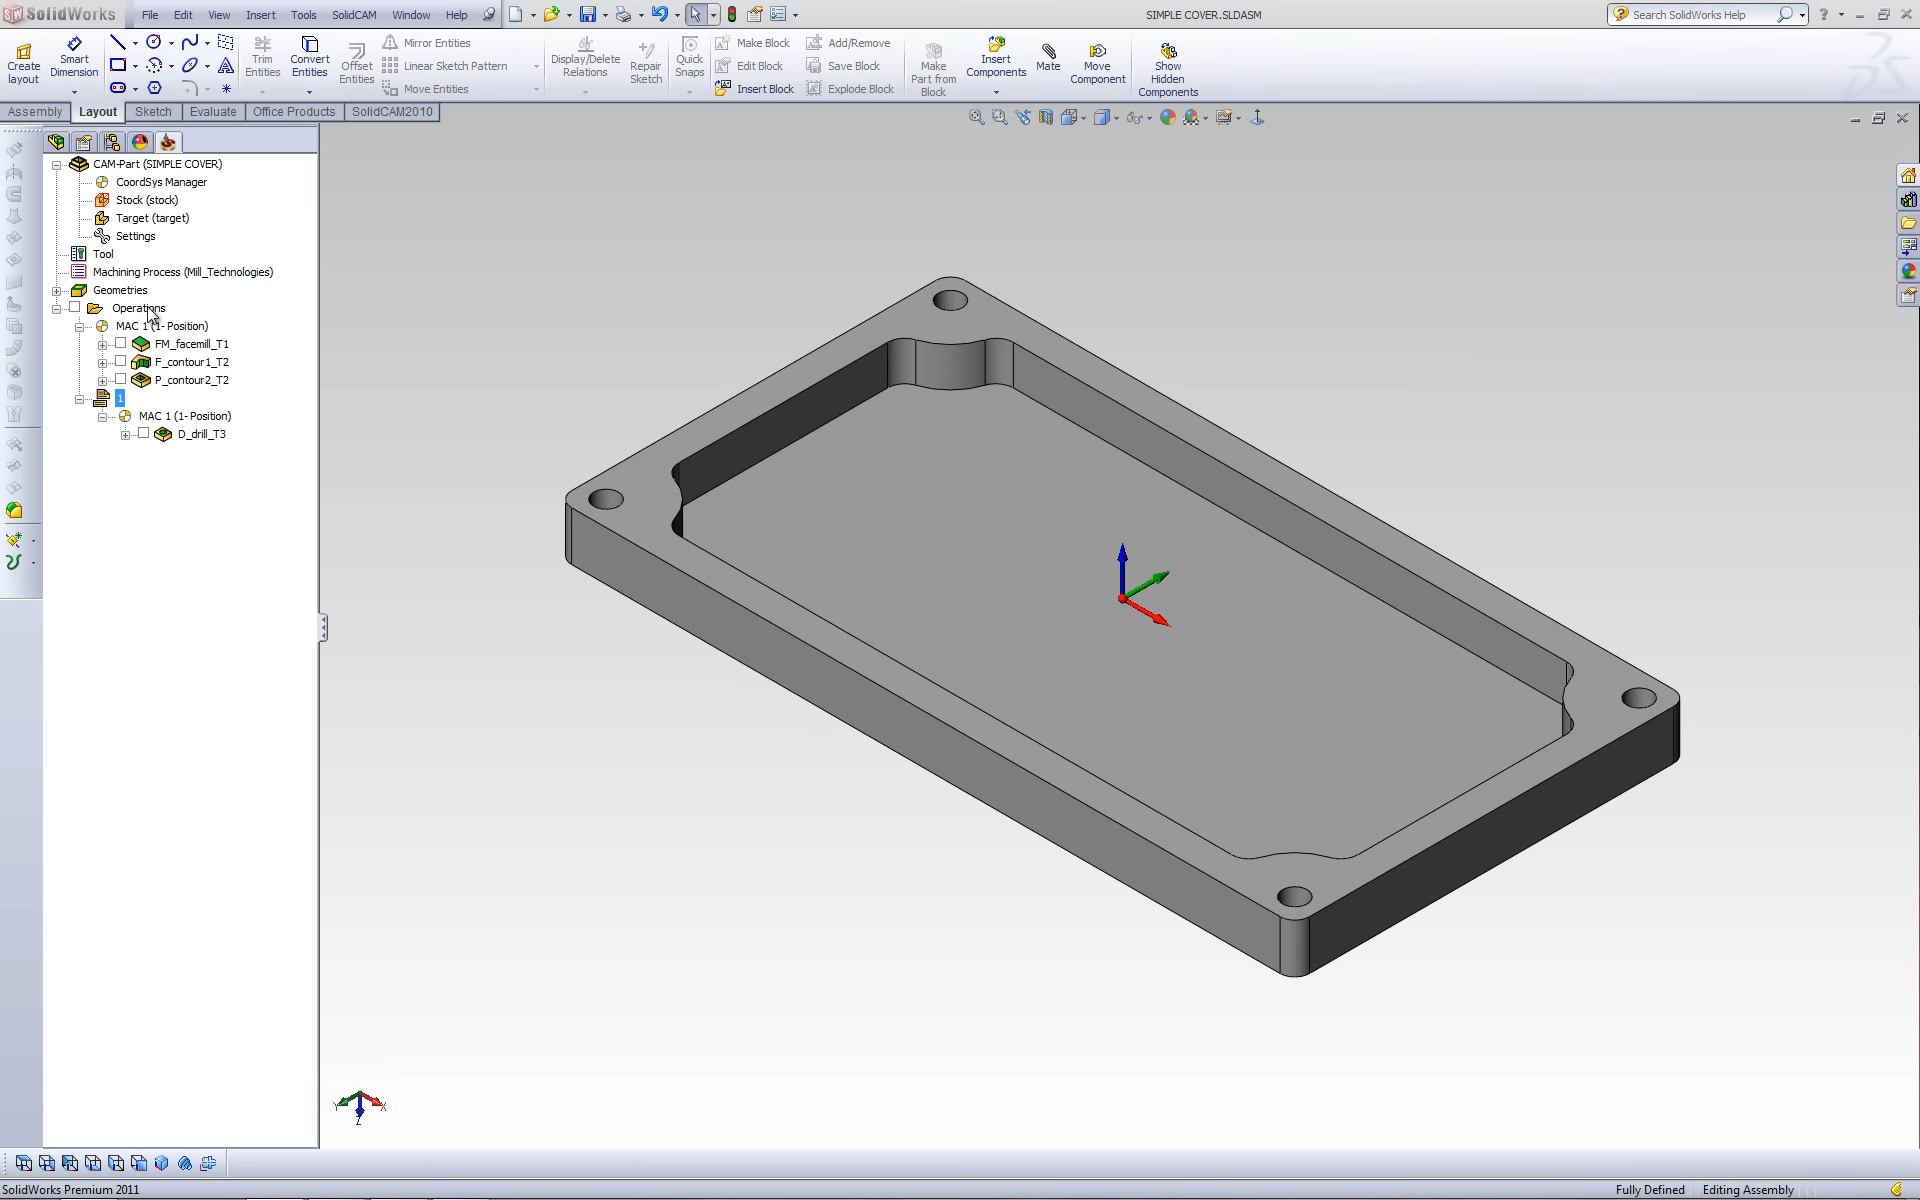 SolidWorks File Edit View Insert Tools SolidCAM Window Help SIMPLE COVER.SLDASM Search SolidWorks Help
Create layout
Smart Dimension
Trim Entities
Convert Entities
Offset Entities
Mirror Entities
Linear Sketch Pattern
Move Entities
Display/Delete Relations
Repair Sketch
Quick Snaps
Make Block
Edit Block
Insert Block
Add/Remove
Save Block
Explode Block
Make Part from Block
Insert Components
Mate
Move Component
Show Hidden Components
Assembly Layout Sketch Evaluate Office Products SolidCAM2010
CAM-Part (SIMPLE COVER)
CoordSys Manager
Stock (stock)
Target (target)
Settings
Tool
Machining Process (Mill_Technologies)
Geometries
Operations
MAC 1 (1- Position)
FM_facemill_T1
F_contour1_T2
P_contour2_T2
1
MAC 1 (1- Position)
D_drill_T3
Y X
Z
SolidWorks Premium 2011 Fully Defined Editing Assembly